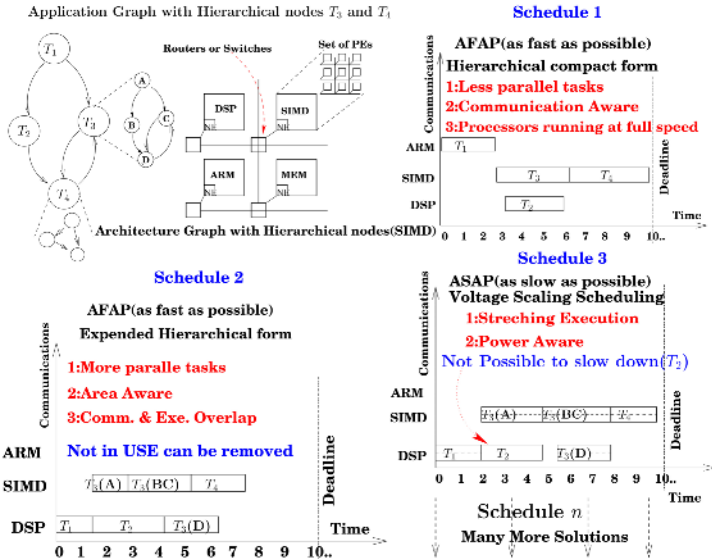 Application Graph with Hierarchical nodes T3 and T4
T1
T2
T3
T4
A
B
C
D
Routers or Switches
Set of PEs
DSP
NI
SIMD
NI
ARM
NI
MEM
NI
Architecture Graph with Hierarchical nodes(SIMD)
Schedule 1
AFAP(as fast as possible)
Hierarchical compact form
1:Less parallel tasks
2:Communication Aware
3:Processors running at full speed
Communications
ARM
T1
SIMD
T3
T4
DSP
T2
Deadline
Time
0 1 2 3 4 5 6 7 8 9 10..
Schedule 2
AFAP(as fast as possible)
Expended Hierarchical form
1:More paralle tasks
2:Area Aware
3:Comm. & Exe. Overlap
Communications
ARM
Not in USE can be removed
SIMD
T3(A)
T3(BC)
T4
DSP
T1
T2
T3(D)
Deadline
Time
0 1 2 3 4 5 6 7 8 9 10..
Schedule 3
ASAP(as slow as possible)
Voltage Scaling Scheduling
1:Streching Execution
2:Power Aware
Not Possible to slow down(T2)
Communications
ARM
SIMD
T3(A)
T3(BC)
T4
DSP
T1
T2
T3(D)
Deadline
Time
0 1 2 3 4 5 6 7 8 9 10..
Schedule n
Many More Solutions